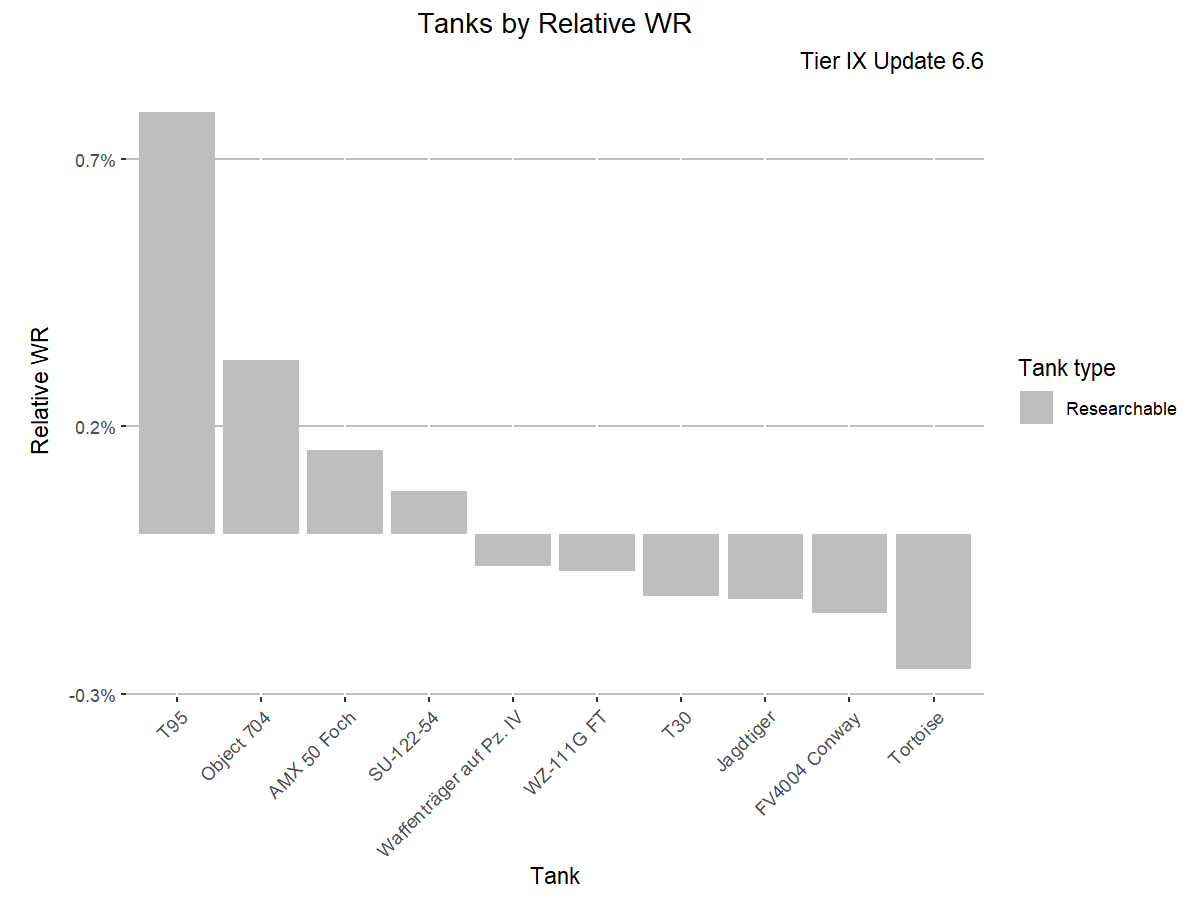 Tanks by Relative WR
Tier IX Update 6.6
Relative WR
0.7%
0.2%
-0.3%
T95
Object 704
AMX 50 Foch
SU-122-54
Waffenträger auf Pz. IV
WZ-111G FT
T30
Jagdtiger
FV4004 Conway
Tortoise
Tank
Tank type
Researchable